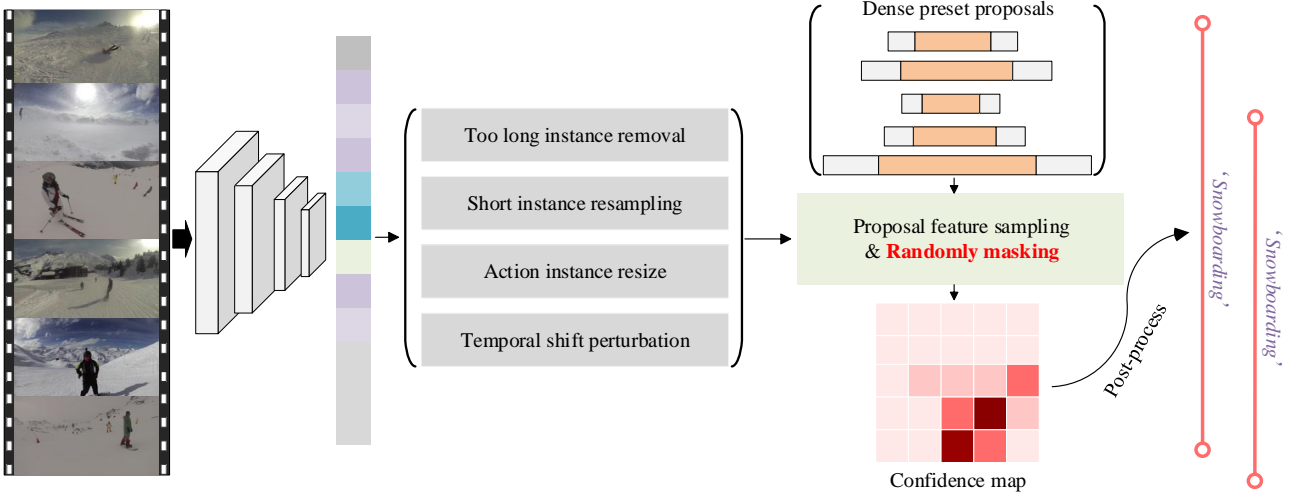 Dense preset proposals
Too long instance removal
Short instance resampling
Action instance resize
Temporal shift perturbation
Proposal feature sampling
& Randomly masking
Confidence map
Post-process
‘Snowboarding’
‘Snowboarding’